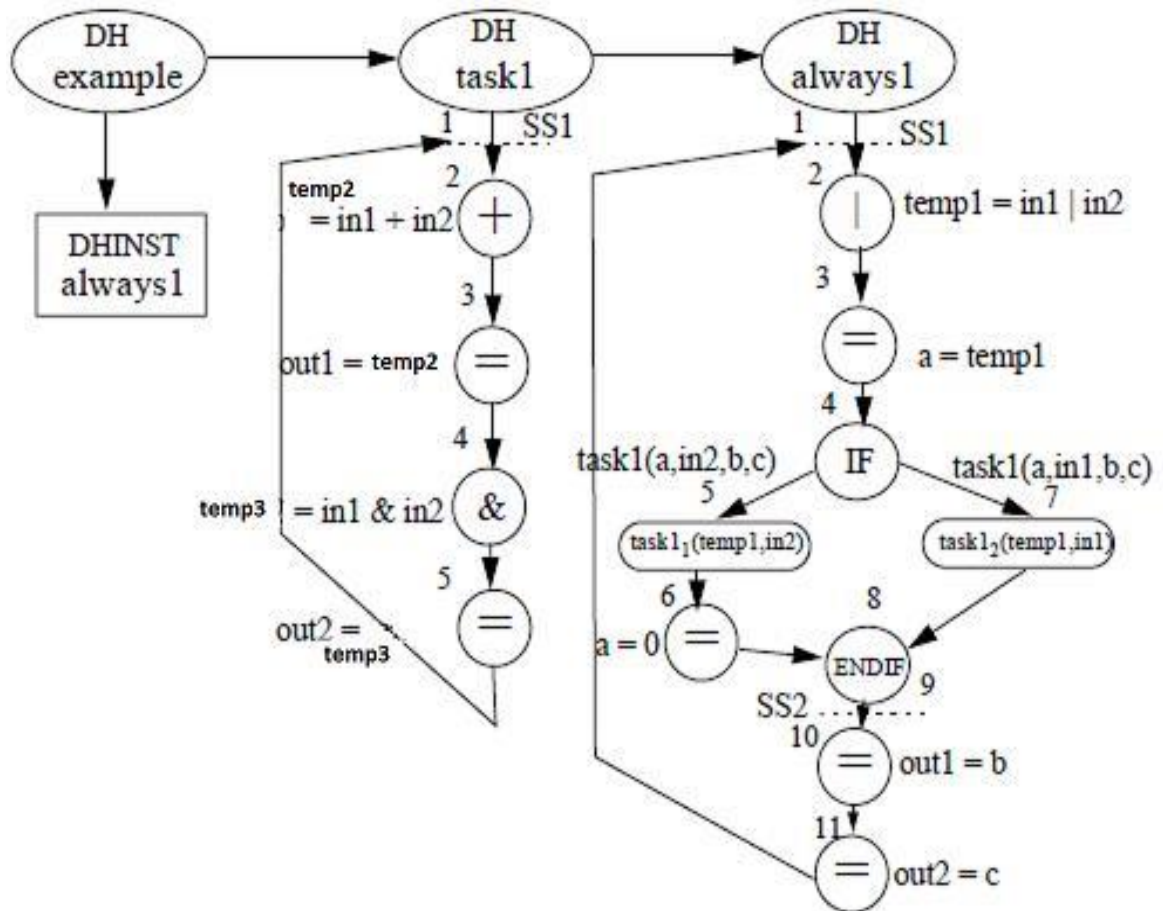 DH
example
DH
task1
DH
always1
DHINST
always1
1
SS1
2
temp2
= in1 + in2
+
3
out1 = temp2
=
4
temp3 = in1 & in2
&
5
out2 =
temp3
=
1
SS1
2
|
temp1 = in1 | in2
3
=
a = temp1
4
IF
task1(a,in2,b,c)
5
task1(a,in1,b,c)
7
task1₁(temp1,in2)
task1₂(temp1,in1)
6
a = 0
=
8
ENDIF
9
SS2
10
=
out1 = b
11
=
out2 = c